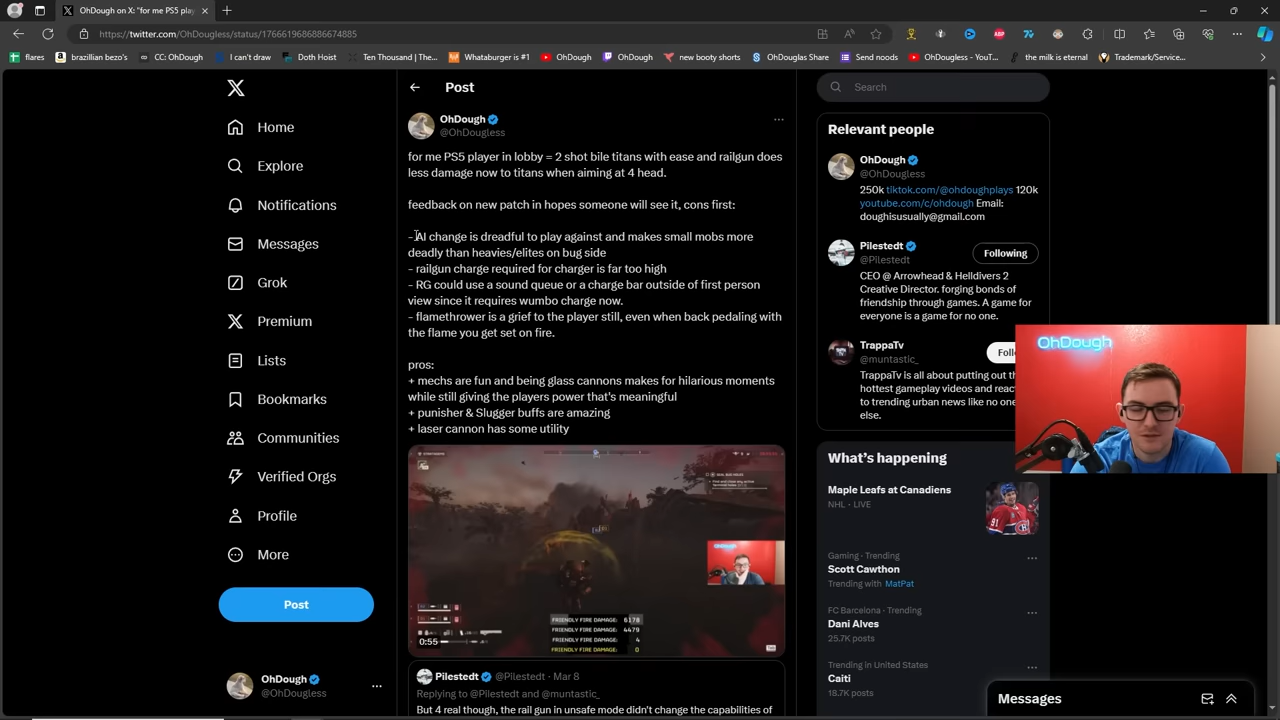 OhDough on X: "for me PS5 play
https://twitter.com/OhDougless/status/1766619686886674885
flares
brazillian bezo's
CC: OhDough
I can't draw
Doth Hoist
Ten Thousand | The...
Whataburger is #1
OhDough
OhDough
new booty shorts
OhDouglas Share
Send noods
OhDougless - YouT...
the milk is eternal
Trademark/Service...
Home
Explore
Notifications
Messages
Grok
Premium
Lists
Bookmarks
Communities
Verified Orgs
Profile
More
Post
OhDough
@OhDougless
Post
OhDough
@OhDougless
for me PS5 player in lobby = 2 shot bile titans with ease and railgun does
less damage now to titans when aiming at 4 head.
feedback on new patch in hopes someone will see it, cons first:
- AI change is dreadful to play against and makes small mobs more
deadly than heavies/elites on bug side
- railgun charge required for charger is far too high
- RG could use a sound queue or a charge bar outside of first person
view since it requires wumbo charge now.
- flamethrower is a grief to the player still, even when back pedaling with
the flame you get set on fire.
pros:
+ mechs are fun and being glass cannons makes for hilarious moments
while still giving the players power that's meaningful
+ punisher & Slugger buffs are amazing
+ laser cannon has some utility
FRIENDLY FIRE DAMAGE: 6178
FRIENDLY FIRE DAMAGE: 4479
FRIENDLY FIRE DAMAGE: 4
FRIENDLY FIRE DAMAGE: 0
0:55
Pilestedt @Pilestedt · Mar 8
Replying to @Pilestedt and @muntastic_
But 4 real though, the rail gun in unsafe mode didn't change the capabilities of
Search
Relevant people
OhDough
@OhDougless
250k tiktok.com/@ohdoughplays 120k
youtube.com/c/ohdough Email:
doughisusually@gmail.com
Pilestedt
@Pilestedt
Following
CEO @ Arrowhead & Helldivers 2
Creative Director. forging bonds of
friendship through games. A game for
everyone is a game for no one.
TrappaTv
@muntastic_
TrappaTv is all about putting out th
hottest gameplay videos and reac
to trending urban news like no one
else.
OhDough
What's happening
Maple Leafs at Canadiens
NHL · LIVE
Gaming · Trending
Scott Cawthon
Trending with MatPat
FC Barcelona · Trending
Dani Alves
25.7K posts
Trending in United States
Caiti
18.7K posts
Messages